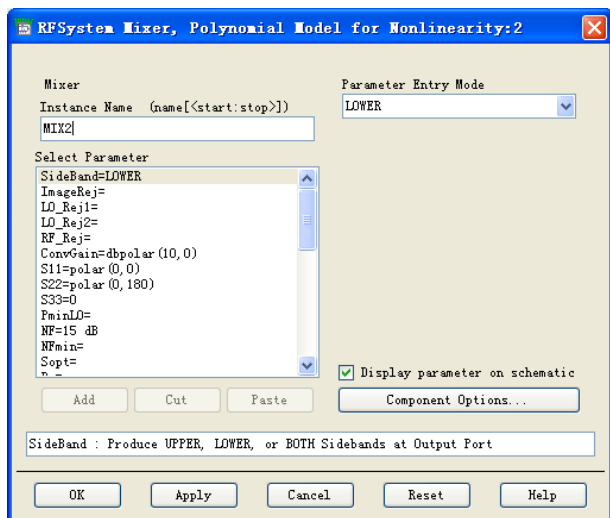 RFSystem Mixer, Polynomial Model for Nonlinearity:2
Mixer
Instance Name (name[<start:stop>])
MIX2
Parameter Entry Mode
LOWER
Select Parameter
SideBand=LOWER
ImageRej=
LO_Rej1=
LO_Rej2=
RF_Rej=
ConvGain=dbpolar(10,0)
S11=polar(0,0)
S22=polar(0,180)
S33=0
PminLO=
NF=15 dB
NFmin=
Sopt=
Add Cut Paste
Display parameter on schematic
Component Options...
SideBand : Produce UPPER, LOWER, or BOTH Sidebands at Output Port
OK Apply Cancel Reset Help